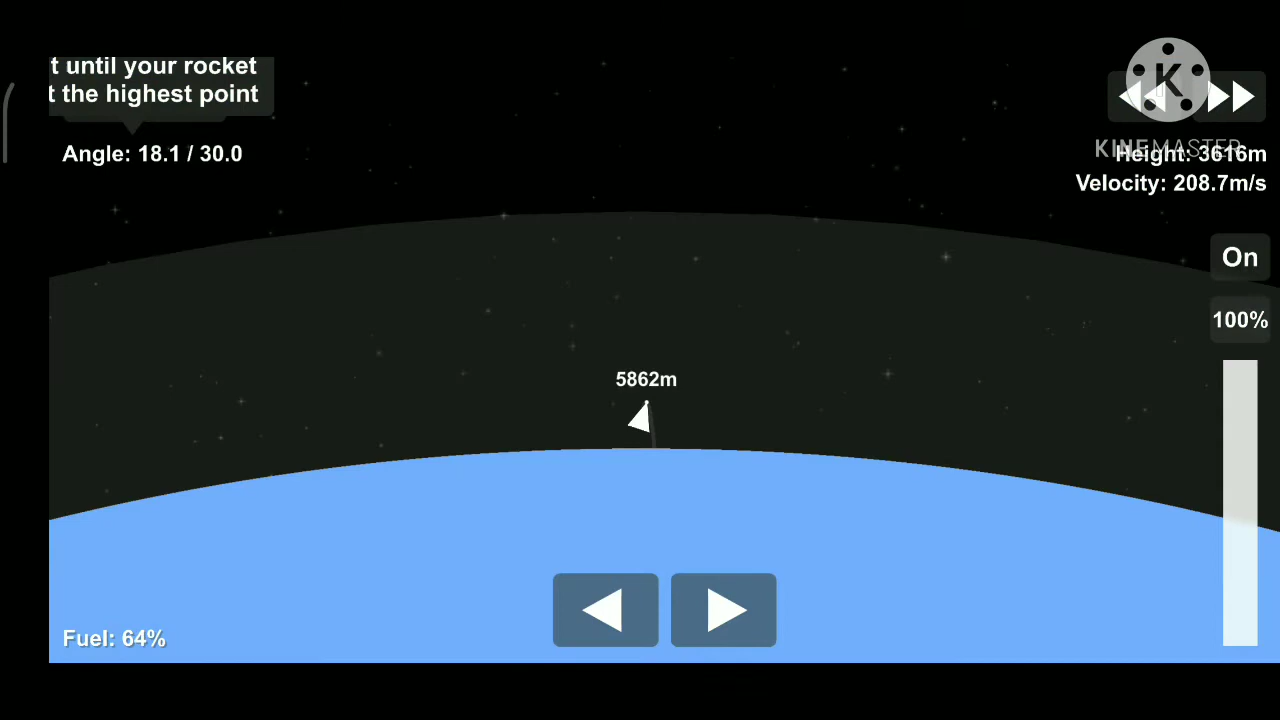 t until your rocket
t the highest point
Angle: 18.1 / 30.0
K
KINEMASTER
Height: 3616m
Velocity: 208.7m/s
On
100%
5862m
Fuel: 64%